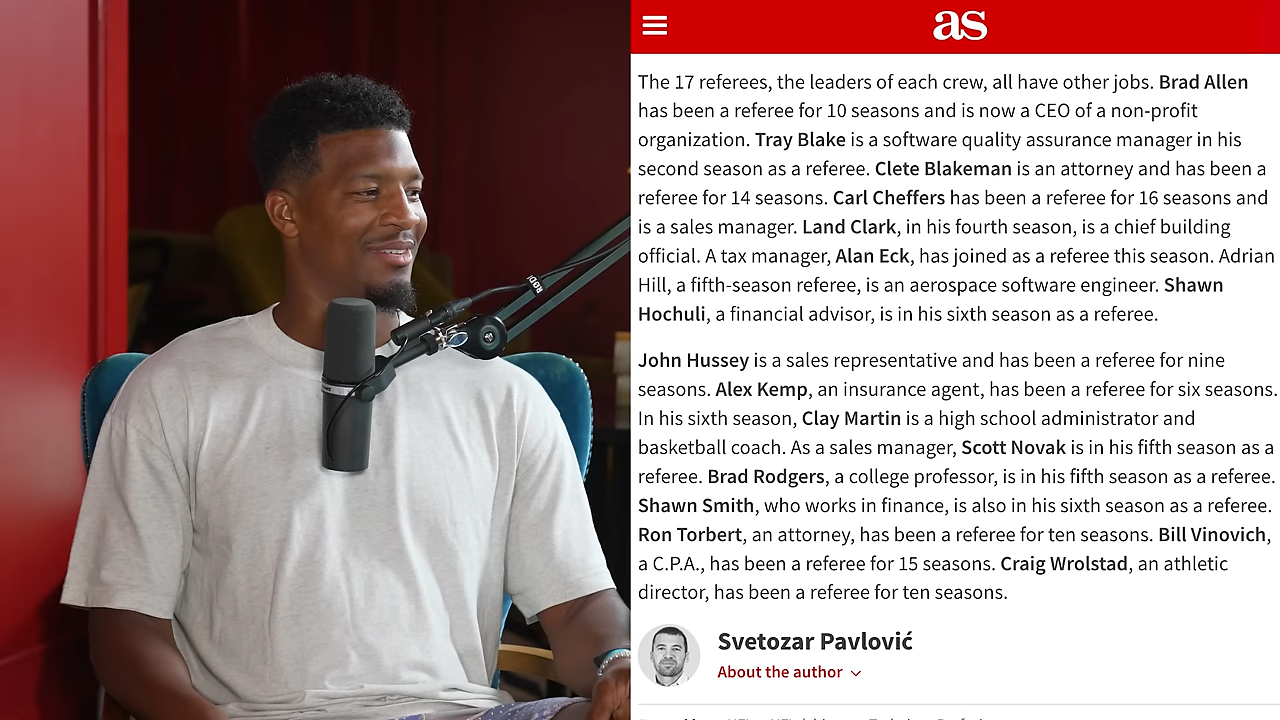 as
The 17 referees, the leaders of each crew, all have other jobs. Brad Allen
has been a referee for 10 seasons and is now a CEO of a non-profit
organization. Tray Blake is a software quality assurance manager in his
second season as a referee. Clete Blakeman is an attorney and has been a
referee for 14 seasons. Carl Cheffers has been a referee for 16 seasons and
is a sales manager. Land Clark, in his fourth season, is a chief building
official. A tax manager, Alan Eck, has joined as a referee this season. Adrian
Hill, a fifth-season referee, is an aerospace software engineer. Shawn
Hochuli, a financial advisor, is in his sixth season as a referee.
John Hussey is a sales representative and has been a referee for nine
seasons. Alex Kemp, an insurance agent, has been a referee for six seasons.
In his sixth season, Clay Martin is a high school administrator and
basketball coach. As a sales manager, Scott Novak is in his fifth season as a
referee. Brad Rodgers, a college professor, is in his fifth season as a referee.
Shawn Smith, who works in finance, is also in his sixth season as a referee.
Ron Torbert, an attorney, has been a referee for ten seasons. Bill Vinovich,
a C.P.A., has been a referee for 15 seasons. Craig Wrolstad, an athletic
director, has been a referee for ten seasons.
Svetozar Pavlović
About the author
RØDE